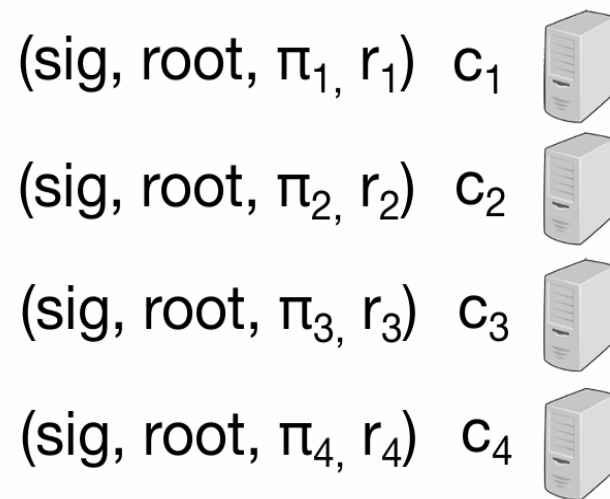 (sig, root, π₁, r₁) c₁
(sig, root, π₂, r₂) c₂
(sig, root, π₃, r₃) c₃
(sig, root, π₄, r₄) c₄